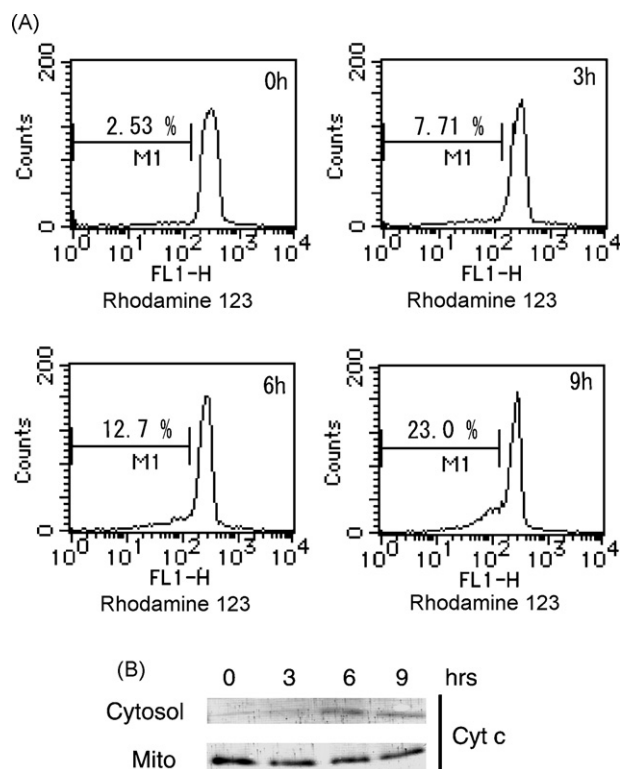 (A)
200
0h
2.53 %
M1
Counts
0
10^0 10^1 10^2 10^3 10^4
FL1-H
Rhodamine 123
200
3h
7.71 %
M1
Counts
0
10^0 10^1 10^2 10^3 10^4
FL1-H
Rhodamine 123
200
6h
12.7 %
M1
Counts
0
10^0 10^1 10^2 10^3 10^4
FL1-H
Rhodamine 123
200
9h
23.0 %
M1
Counts
0
10^0 10^1 10^2 10^3 10^4
FL1-H
Rhodamine 123
(B)
0 3 6 9 hrs
Cytosol
Cyt c
Mito